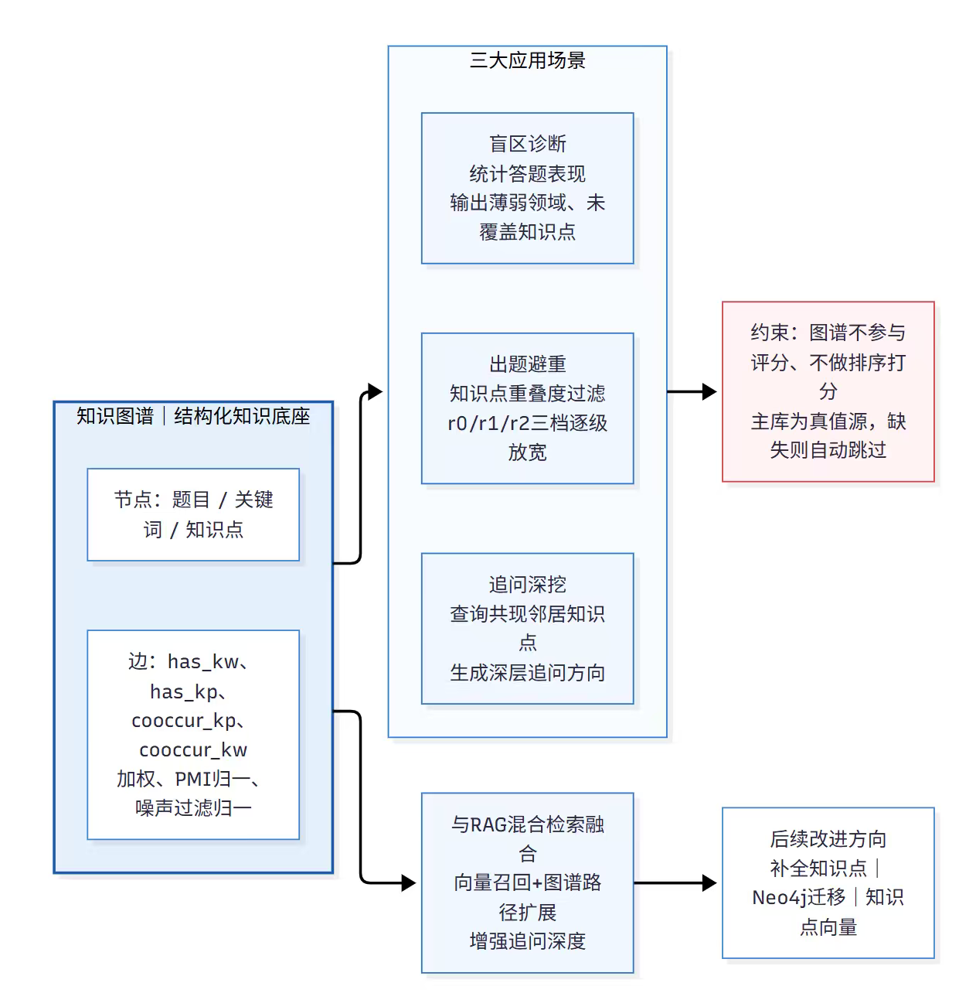 三大应用场景
盲区诊断
统计答题表现
输出薄弱领域、未
覆盖知识点
出题避重
知识点重叠度过滤
r0/r1/r2三档逐级
放宽
追问深挖
查询共现邻居知识
点
生成深层追问方向
约束：图谱不参与
评分、不做排序打
分
主库为真值源，缺
失则自动跳过
知识图谱｜结构化知识底座
节点：题目 / 关键
词 / 知识点
边：has_kw、
has_kp、
cooccur_kp、
cooccur_kw
加权、PMI归一、
噪声过滤归一
与RAG混合检索融
合
向量召回+图谱路
径扩展
增强追问深度
后续改进方向
补全知识点｜
Neo4j迁移｜知识
点向量